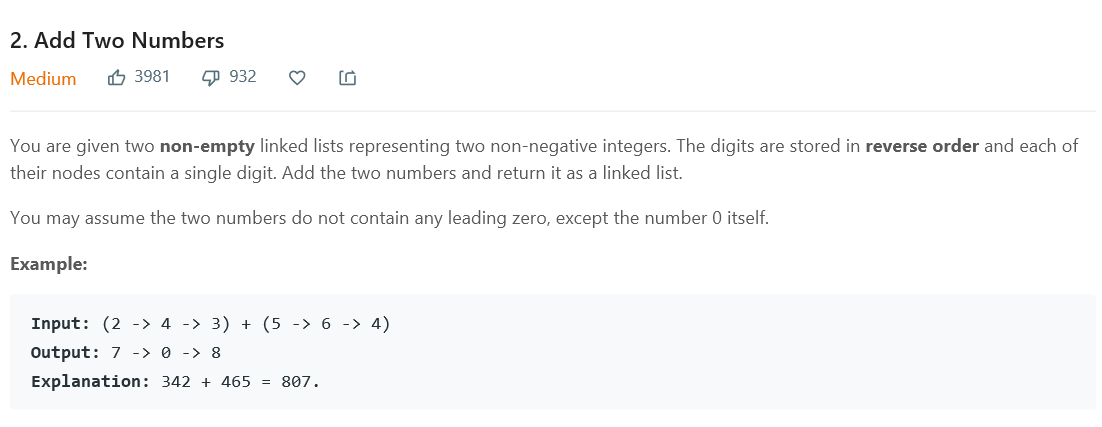 2. Add Two Numbers
Medium 3981 932
You are given two non-empty linked lists representing two non-negative integers. The digits are stored in reverse order and each of
their nodes contain a single digit. Add the two numbers and return it as a linked list.
You may assume the two numbers do not contain any leading zero, except the number 0 itself.
Example:
Input: (2 -> 4 -> 3) + (5 -> 6 -> 4)
Output: 7 -> 0 -> 8
Explanation: 342 + 465 = 807.